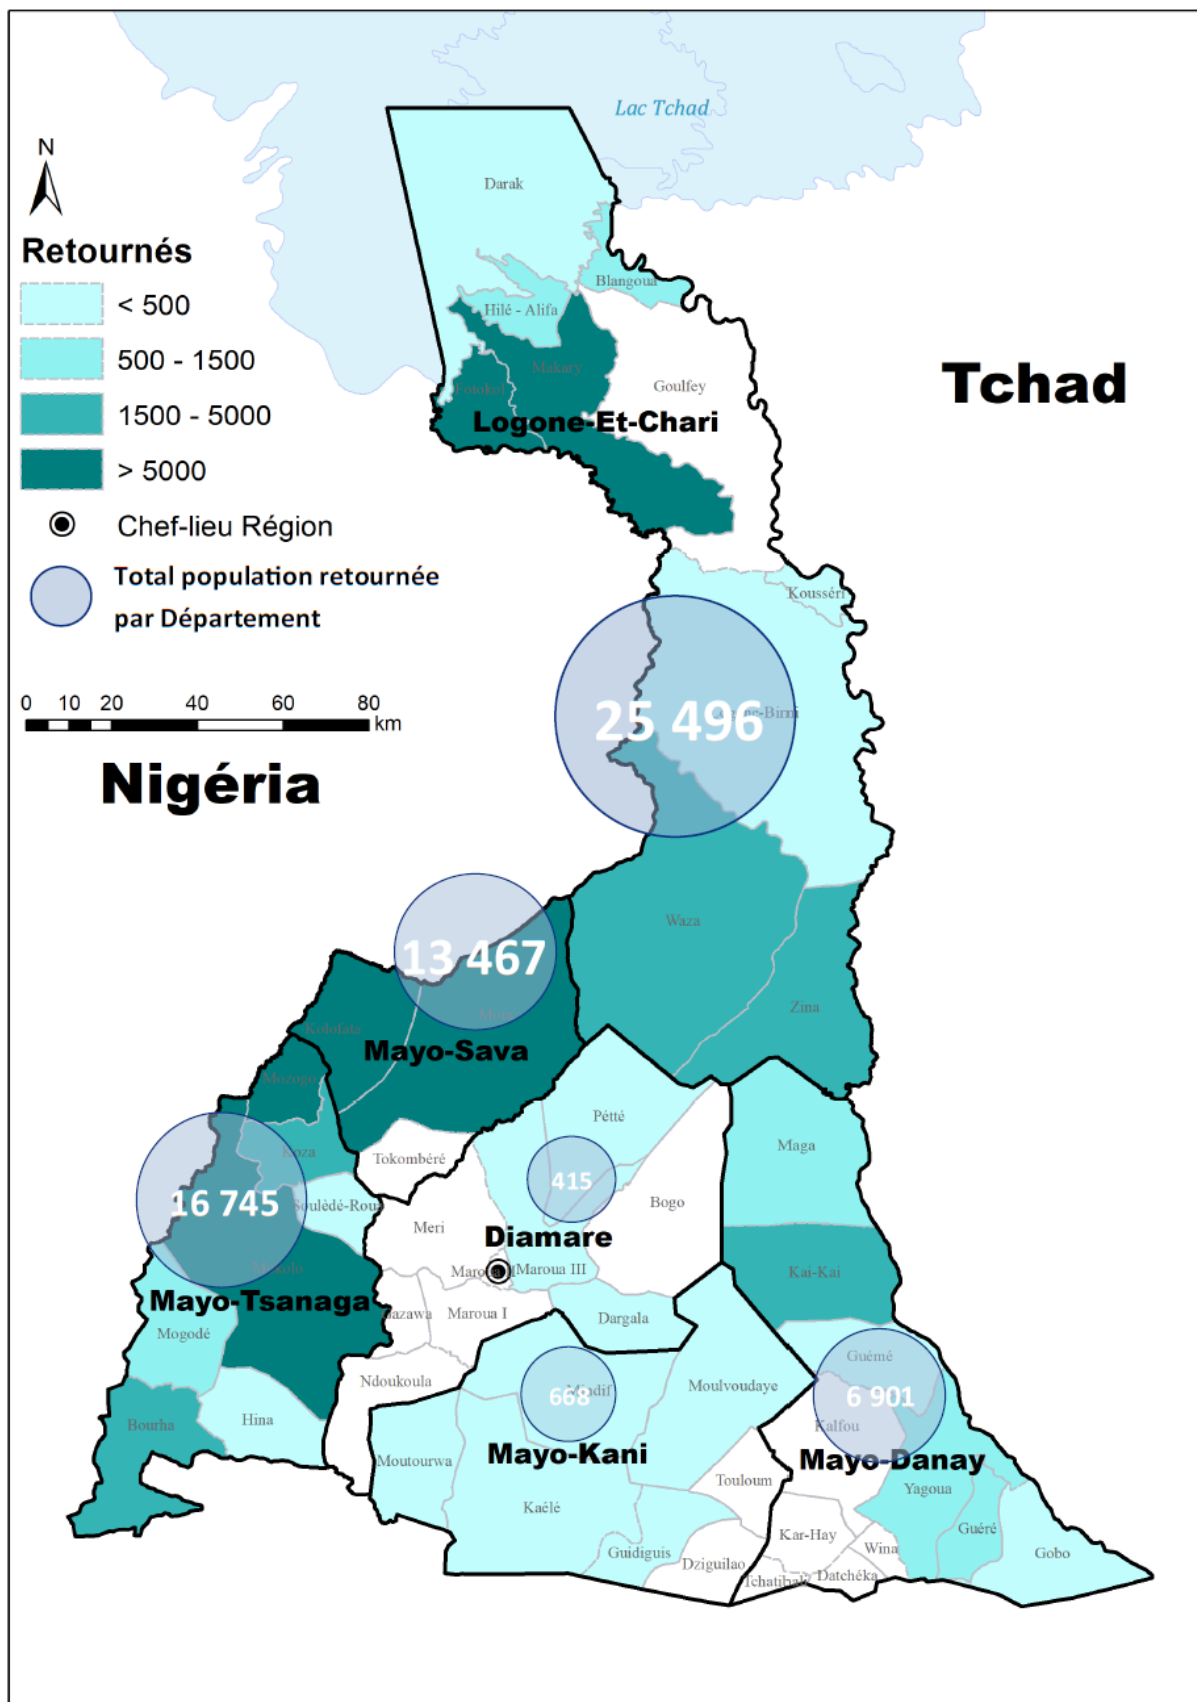 Lac Tchad
N
Darak
Retournés
< 500
500 - 1500
1500 - 5000
> 5000
Chef-lieu Région
Total population retournée
par Département
0 10 20 40 60 80
km
Blangoua
Hilé - Alifa
Makary
Fotokol
Goulfey
Logone-Et-Chari
Tchad
Kousséri
25 496
Nigéria
Waza
13 467
Zina
Kolofata
Mayo-Sava
Mozogo
Pétté
Maga
Koza
Tokombéré
415
16 745
Soulèdé-Roua
Meri
Bogo
Diamare
Mokolo
Maroua III
Kai-Kai
Mayo-Tsanaga
Maroua I
Dargala
Mogodé
Guémé
Ndoukoula
668
Mindif
Moulvoudaye
6 901
Bourha
Hina
Kalfou
Moutourwa
Mayo-Kani
Mayo-Danay
Touloum
Yagoua
Kaélé
Kar-Hay
Guéré
Wina
Guidiguis
Dziguilao
Gobo
Tchatibali
Datchéka